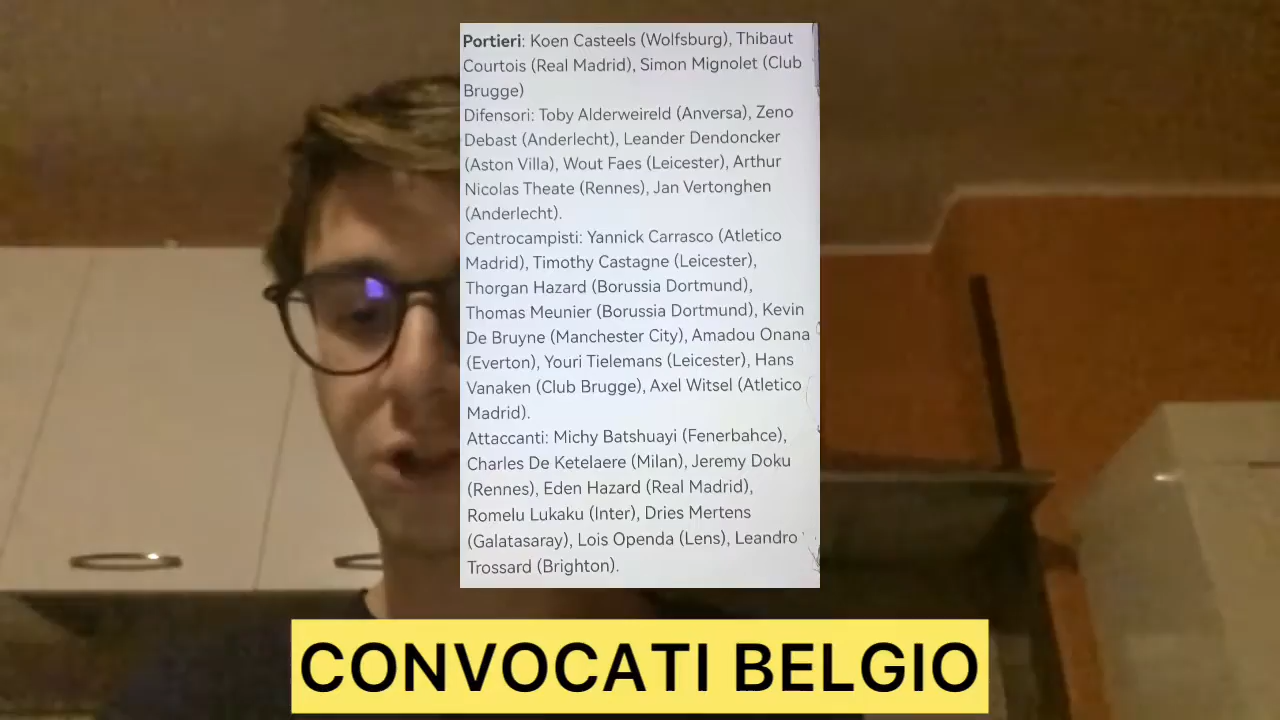 Portieri: Koen Casteels (Wolfsburg), Thibaut
Courtois (Real Madrid), Simon Mignolet (Club
Brugge)
Difensori: Toby Alderweireld (Anversa), Zeno
Debast (Anderlecht), Leander Dendoncker
(Aston Villa), Wout Faes (Leicester), Arthur
Nicolas Theate (Rennes), Jan Vertonghen
(Anderlecht).
Centrocampisti: Yannick Carrasco (Atletico
Madrid), Timothy Castagne (Leicester),
Thorgan Hazard (Borussia Dortmund),
Thomas Meunier (Borussia Dortmund), Kevin
De Bruyne (Manchester City), Amadou Onana
(Everton), Youri Tielemans (Leicester), Hans
Vanaken (Club Brugge), Axel Witsel (Atletico
Madrid).
Attaccanti: Michy Batshuayi (Fenerbahce),
Charles De Ketelaere (Milan), Jeremy Doku
(Rennes), Eden Hazard (Real Madrid),
Romelu Lukaku (Inter), Dries Mertens
(Galatasaray), Lois Openda (Lens), Leandro
Trossard (Brighton).
CONVOCATI BELGIO